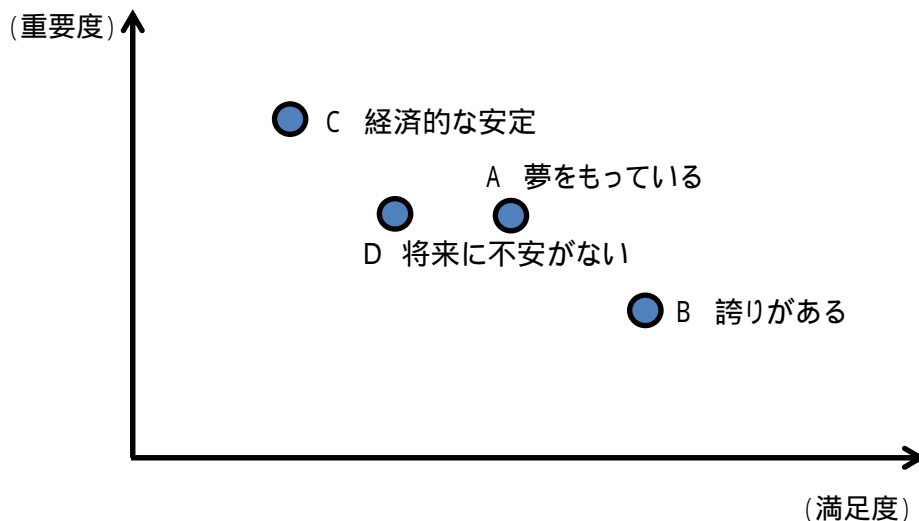 (重要度)
C 経済的な安定
A 夢をもっている
D 将来に不安がない
B 誇りがある
(満足度)